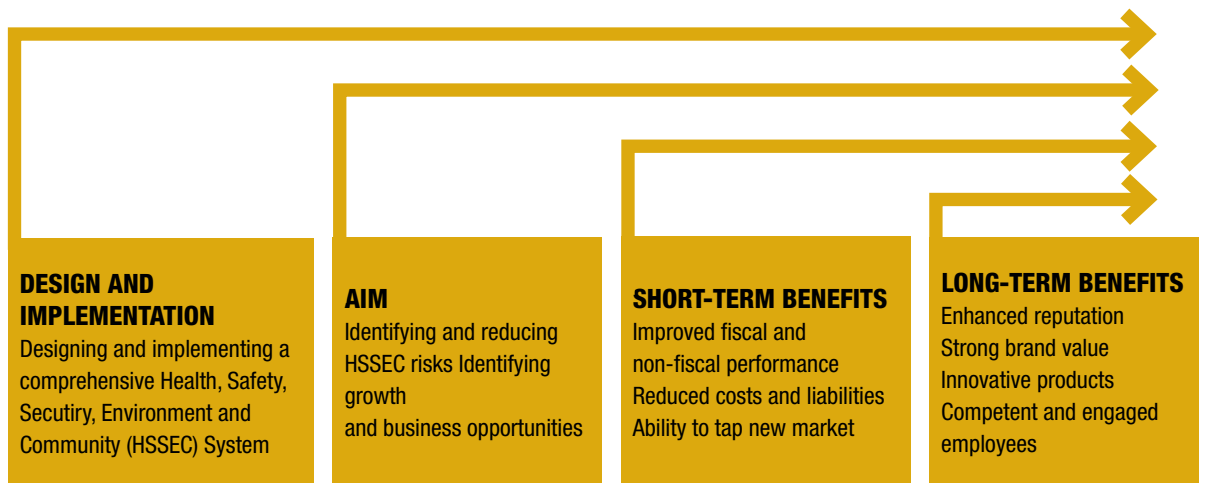 DESIGN AND
IMPLEMENTATION
Designing and implementing a
comprehensive Health, Safety,
Secutiry, Environment and
Community (HSSEC) System
AIM
Identifying and reducing
HSSEC risks Identifying
growth
and business opportunities
SHORT-TERM BENEFITS
Improved fiscal and
non-fiscal performance
Reduced costs and liabilities
Ability to tap new market
LONG-TERM BENEFITS
Enhanced reputation
Strong brand value
Innovative products
Competent and engaged
employees